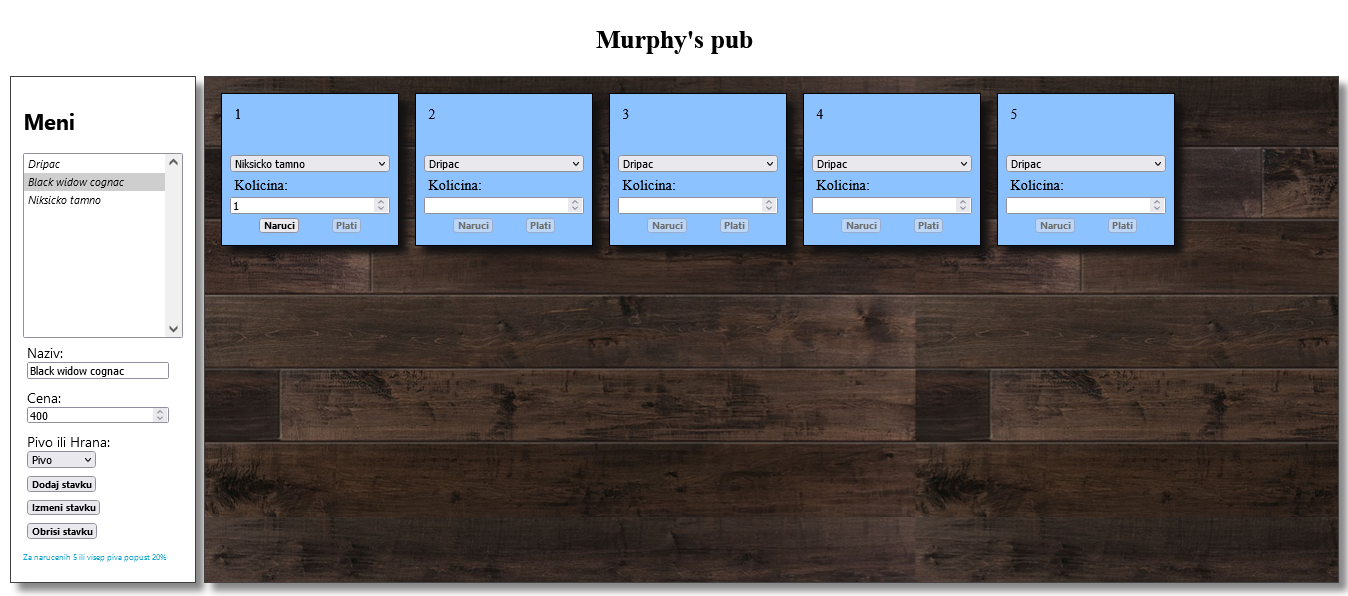 Murphy's pub
Meni
Dripac
Black widow cognac
Niksicko tamno
Naziv:
Black widow cognac
Cena:
400
Pivo ili Hrana:
Pivo
Dodaj stavku
Izmeni stavku
Obrisi stavku
Za narucenih 5 ili visep piva popust 20%
1
Niksicko tamno
Kolicina:
1
Naruci Plati
2
Dripac
Kolicina:
Naruci Plati
3
Dripac
Kolicina:
Naruci Plati
4
Dripac
Kolicina:
Naruci Plati
5
Dripac
Kolicina:
Naruci Plati